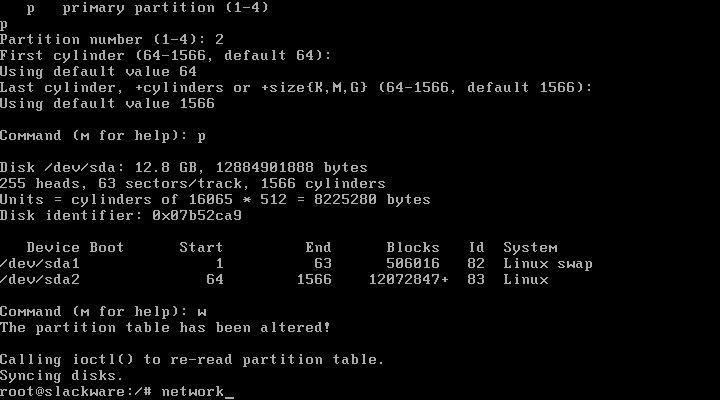 p   primary partition (1-4)
p
Partition number (1-4): 2
First cylinder (64-1566, default 64):
Using default value 64
Last cylinder, +cylinders or +size{K,M,G} (64-1566, default 1566):
Using default value 1566
Command (m for help): p
Disk /dev/sda: 12.8 GB, 12884901888 bytes
255 heads, 63 sectors/track, 1566 cylinders
Units = cylinders of 16065 * 512 = 8225280 bytes
Disk identifier: 0x07b52ca9
   Device Boot      Start         End      Blocks   Id  System
/dev/sda1               1          63      506016   82  Linux swap
/dev/sda2              64        1566    12072847+  83  Linux
Command (m for help): w
The partition table has been altered!
Calling ioctl() to re-read partition table.
Syncing disks.
root@slackware:/# network_